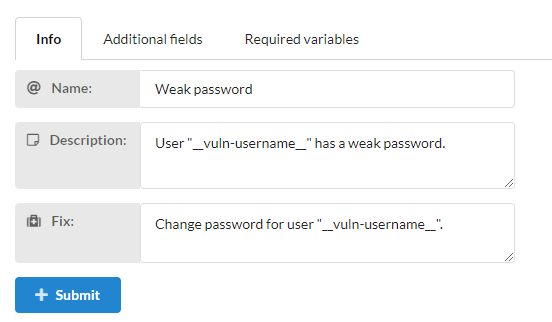 Info Additional fields Required variables
Name: Weak password
Description: User "__vuln-username__" has a weak password.
Fix: Change password for user "__vuln-username__".
Submit